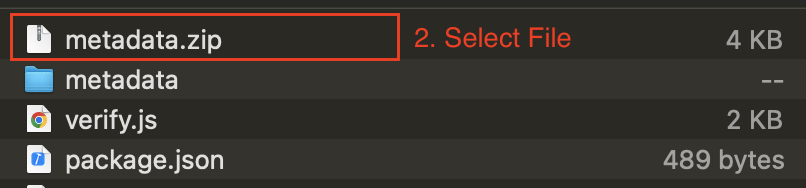 metadata.zip 2. Select File 4 KB
metadata --
verify.js 2 KB
package.json 489 bytes